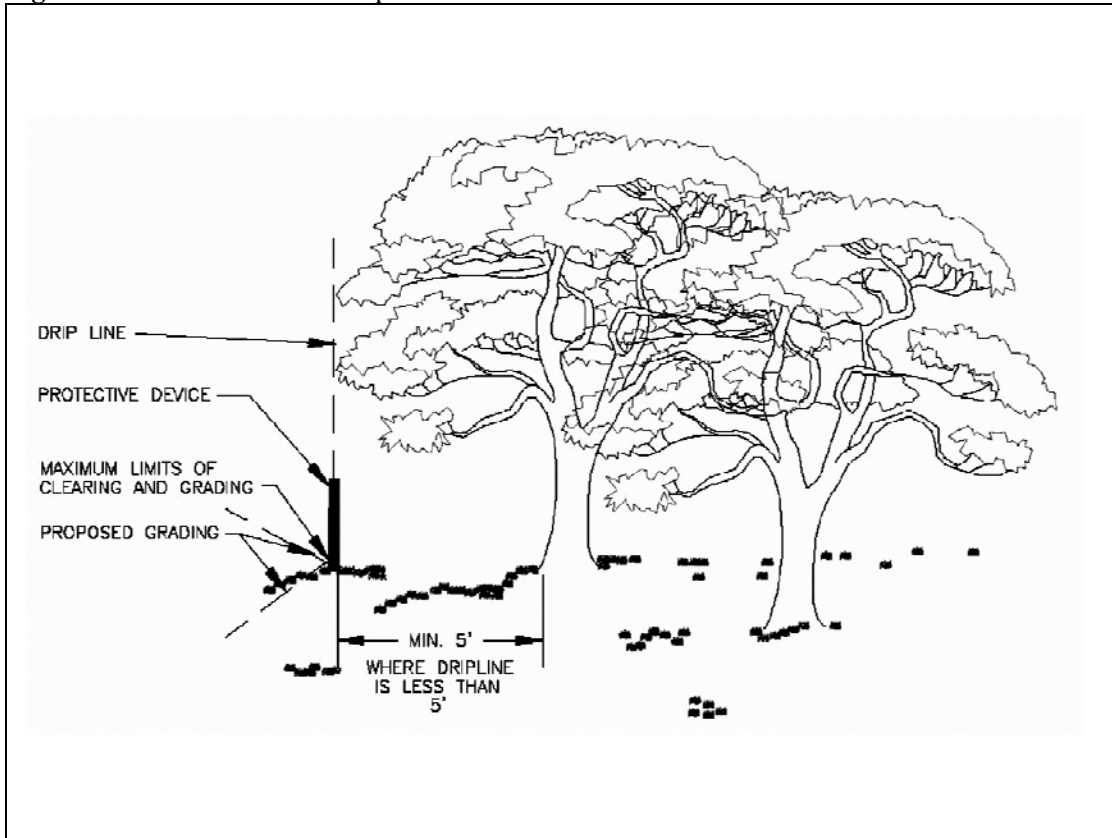 DRIP LINE
PROTECTIVE DEVICE
MAXIMUM LIMITS OF
CLEARING AND GRADING
PROPOSED GRADING
MIN. 5'
WHERE DRIPLINE
IS LESS THAN
5'